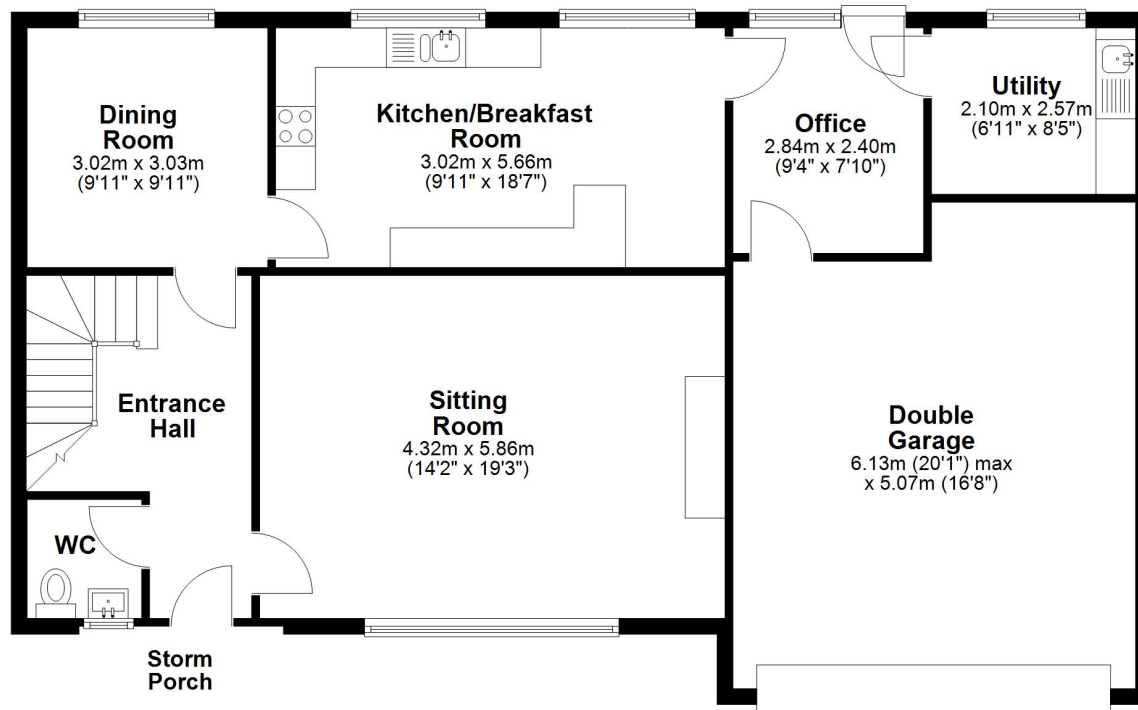 Dining
Room
3.02m x 3.03m
(9'11" x 9'11")
Kitchen/Breakfast
Room
3.02m x 5.66m
(9'11" x 18'7")
Office
2.84m x 2.40m
(9'4" x 7'10")
Utility
2.10m x 2.57m
(6'11" x 8'5")
Entrance
Hall
Sitting
Room
4.32m x 5.86m
(14'2" x 19'3")
Double
Garage
6.13m (20'1") max
x 5.07m (16'8")
WC
Storm
Porch